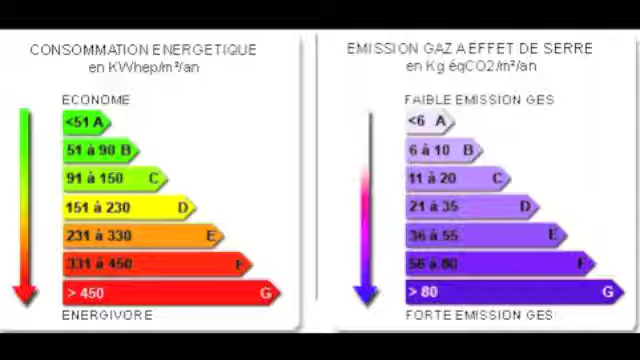 CONSOMMATION ENERGETIQUE
en KWhep/m²/an
ECONOME
<51 A
51 à 90 B
91 à 150 C
151 à 230 D
231 à 330 E
331 à 450 F
> 450 G
ENERGIVORE
EMISSION GAZ A EFFET DE SERRE
en Kg éqCO2/m²/an
FAIBLE EMISSION GES
<6 A
6 à 10 B
11 à 20 C
21 à 35 D
36 à 55 E
56 à 80 F
> 80 G
FORTE EMISSION GES